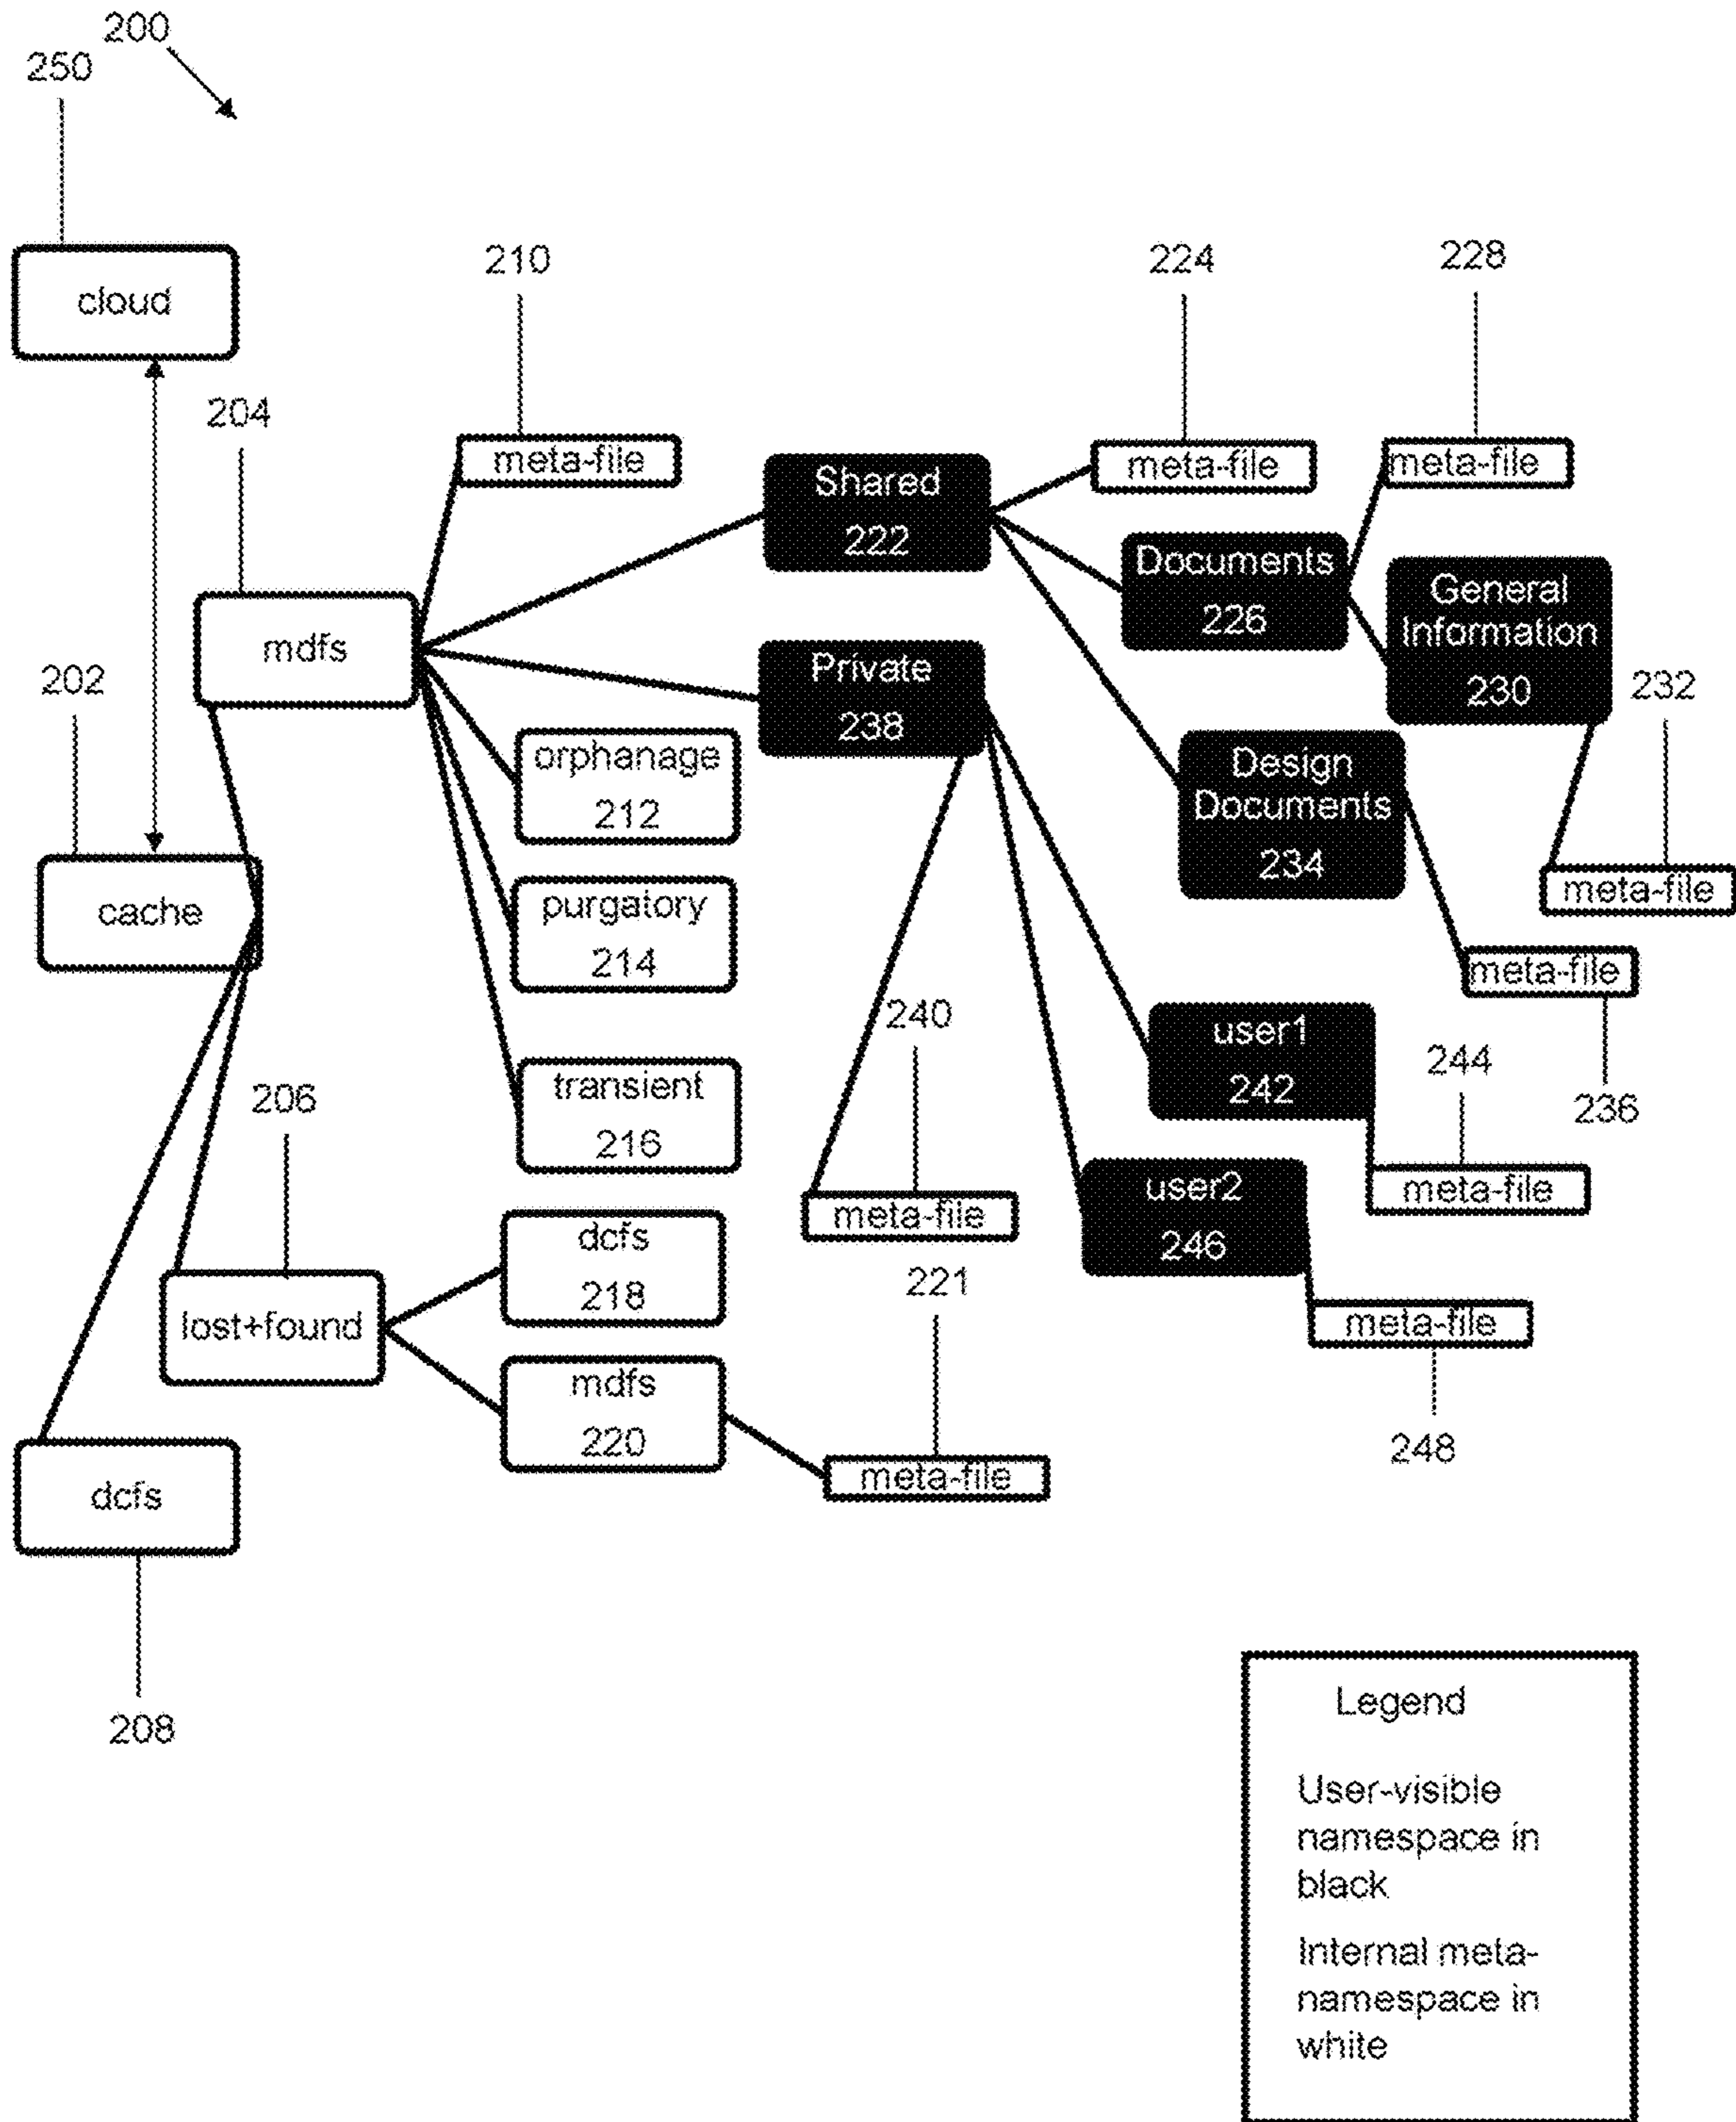 200
250
cloud
210
224
228
204
meta-file
Shared
222
meta-file
meta-file
Documents
226
General
Information
230
mdfs
202
Private
238
232
orphanage
212
Design
Documents
234
cache
meta-file
purgatory
214
meta-file
240
user1
242
244
236
206
transient
216
meta-file
user2
246
meta-file
dcfs
218
221
lost+found
meta-file
mdfs
220
248
meta-file
dcfs
208
Legend
User-visible
namespace in
black
Internal meta-
namespace in
white